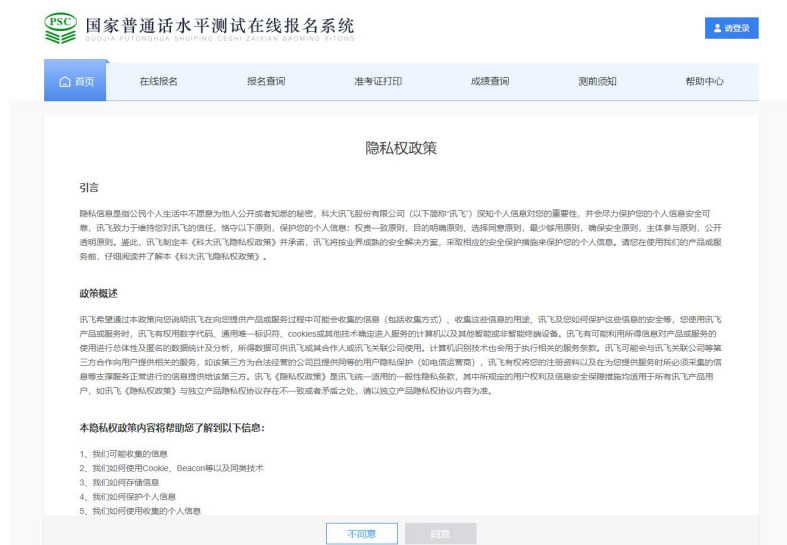 PSC
国家普通话水平测试在线报名系统
GUOJIA PUTONGHUA SHUIPING CESHI ZAIXIAN BAOMING XITONG
请登录
首页
在线报名
报名查询
准考证打印
成绩查询
测前须知
帮助中心
隐私权政策
引言
隐私信息是指公民个人生活中不愿意为他人公开或者知悉的秘密，科大讯飞股份有限公司（以下简称“讯飞”）深知个人信息对您的重要性，并会尽力保护您的个人信息安全可
靠，讯飞致力于维持您对讯飞的信任，恪守以下原则，保护您的个人信息：权责一致原则，目的明确原则，选择同意原则，最少够用原则，确保安全原则，主体参与原则，公开
透明原则。鉴此，讯飞制定本《科大讯飞隐私权政策》并承诺，讯飞将按业界成熟的安全解决方案，采取相应的安全保护措施来保护您的个人信息。请您在使用我们的产品或服
务前，仔细阅读并了解本《科大讯飞隐私权政策》。
政策概述
讯飞希望通过本政策向您说明讯飞在向您提供产品或服务过程中可能会收集的信息（包括收集方式）、收集这些信息的用途、讯飞及您如何保护这些信息的安全等，您使用讯飞
产品或服务时，讯飞有权用数字代码、通用唯一标识符、cookies或其他技术确定进入服务的计算机以及其他智能或非智能终端设备。讯飞有可能利用所得信息对产品或服务的
使用进行总体性及匿名的数据统计及分析，所得数据可供讯飞或其合作人或讯飞关联公司使用。计算机识别技术也会用于执行相关的服务条款。讯飞可能会与讯飞关联公司等第
三方合作向用户提供相关的服务，如该第三方为合法经营的公司且提供同等的用户隐私保护（如电信运营商），讯飞有权将您的注册资料以及在为您提供服务时所必须采集的信
息等支撑服务正常进行的信息提供给该第三方。讯飞《隐私权政策》是讯飞统一适用的一般性隐私条款，其中所规定的用户权利及信息安全保障措施均适用于所有讯飞产品用
户，如讯飞《隐私权政策》与独立产品隐私权协议存在不一致或者矛盾之处，请以独立产品隐私权协议内容为准。
本隐私权政策内容将帮助您了解到以下信息：
1、我们可能收集的信息
2、我们如何使用Cookie、Beacon等以及同类技术
3、我们如何存储信息
4、我们如何保护个人信息
5、我们如何使用收集的个人信息
不同意
同意